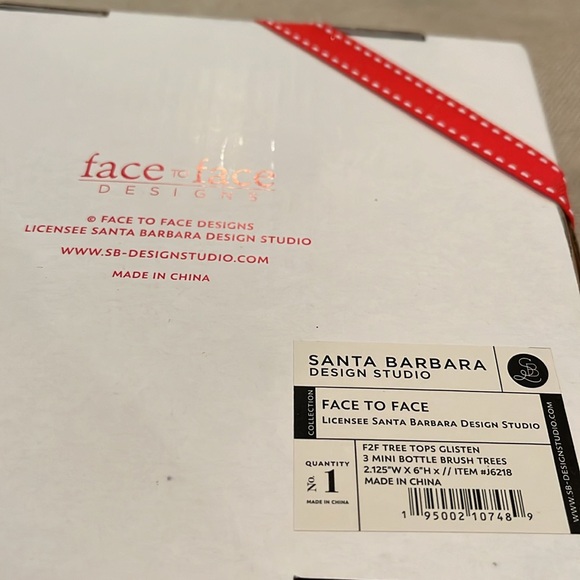 face TO face
DESIGNS
© FACE TO FACE DESIGNS
LICENSEE SANTA BARBARA DESIGN STUDIO
WWW.SB-DESIGNSTUDIO.COM
MADE IN CHINA
SANTA BARBARA
DESIGN STUDIO
COLLECTION
FACE TO FACE
LICENSEE SANTA BARBARA DESIGN STUDIO
QUANTITY
No. 1
MADE IN CHINA
F2F TREE TOPS GLISTEN
3 MINI BOTTLE BRUSH TREES
2.125"W X 6"H x // ITEM #J6218
MADE IN CHINA
1 95002 10748 9
WWW.SB-DESIGNSTUDIO.COM